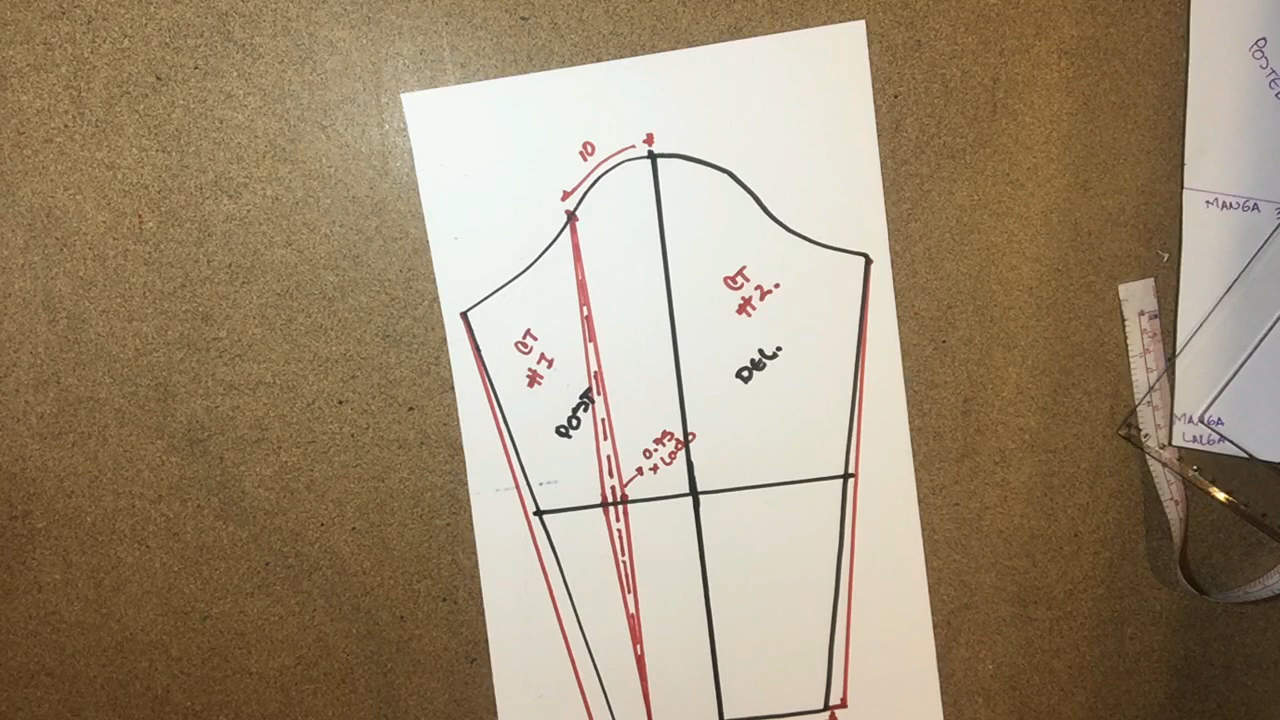 10
CT
#2.
CT
#1
DEL.
POST
0.75
x LADO
MANGA
MANGA
LARGA